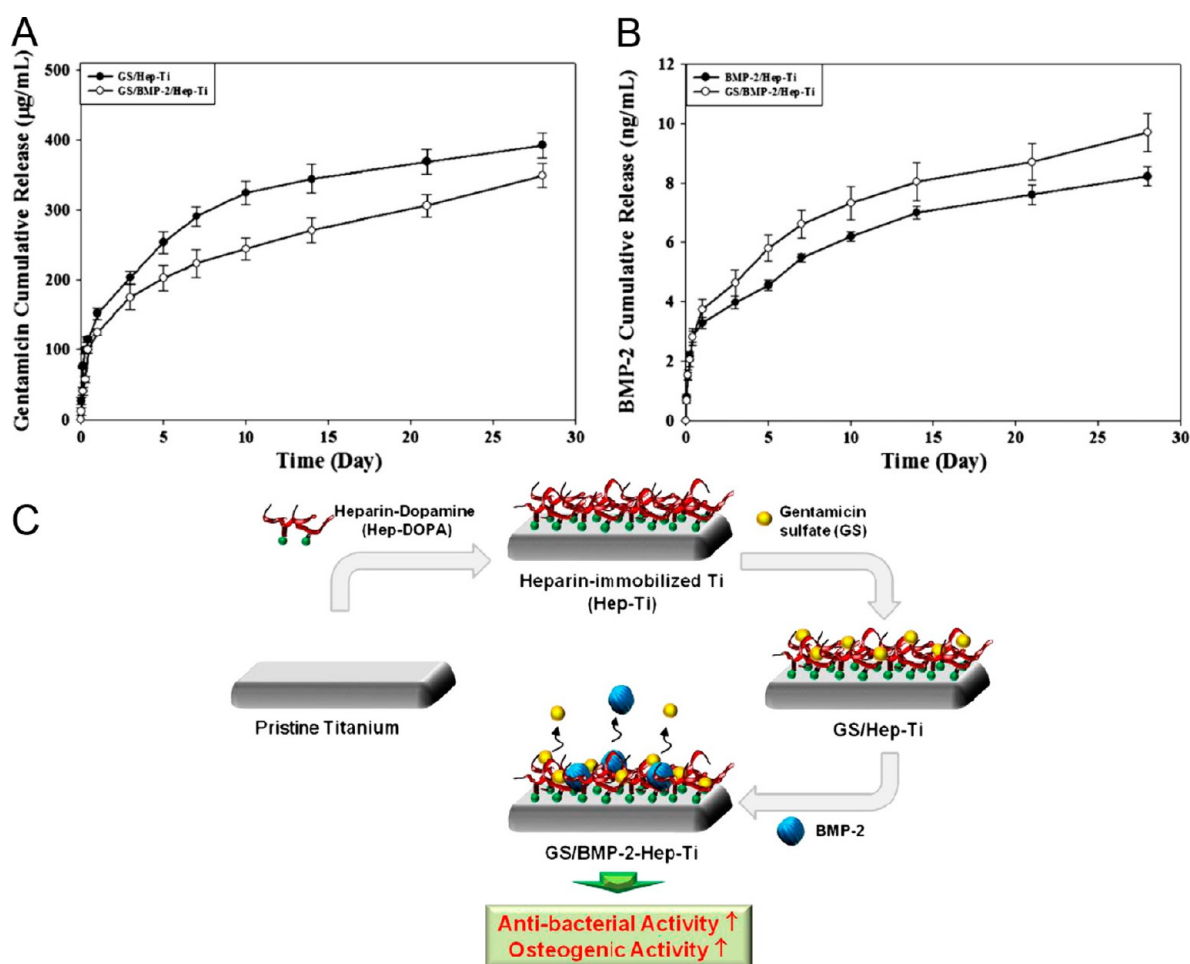 A
Gentamicin Cumulative Release (µg/mL)
500
400
300
200
100
0
GS/Hep-Ti
GS/BMP-2/Hep-Ti
0 5 10 15 20 25 30
Time (Day)
B
BMP-2 Cumulative Release (ng/mL)
12
10
8
6
4
2
0
BMP-2/Hep-Ti
GS/BMP-2/Hep-Ti
0 5 10 15 20 25 30
Time (Day)
C
Heparin-Dopamine
(Hep-DOPA)
Heparin-immobilized Ti
(Hep-Ti)
Gentamicin
sulfate (GS)
Pristine Titanium
GS/Hep-Ti
BMP-2
GS/BMP-2-Hep-Ti
Anti-bacterial Activity ↑
Osteogenic Activity ↑